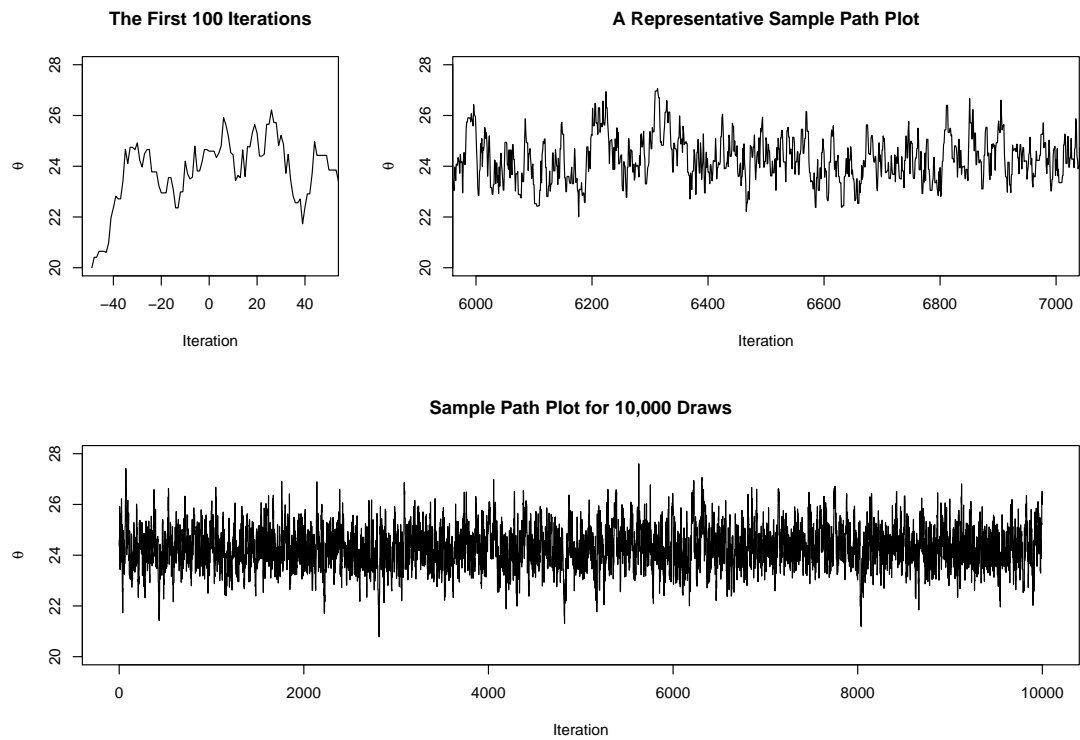 The First 100 Iterations
28
26
24
22
20
θ
−40 −20 0 20 40
Iteration
A Representative Sample Path Plot
28
26
24
22
20
θ
6000 6200 6400 6600 6800 7000
Iteration
Sample Path Plot for 10,000 Draws
28
26
24
22
20
θ
0 2000 4000 6000 8000 10000
Iteration